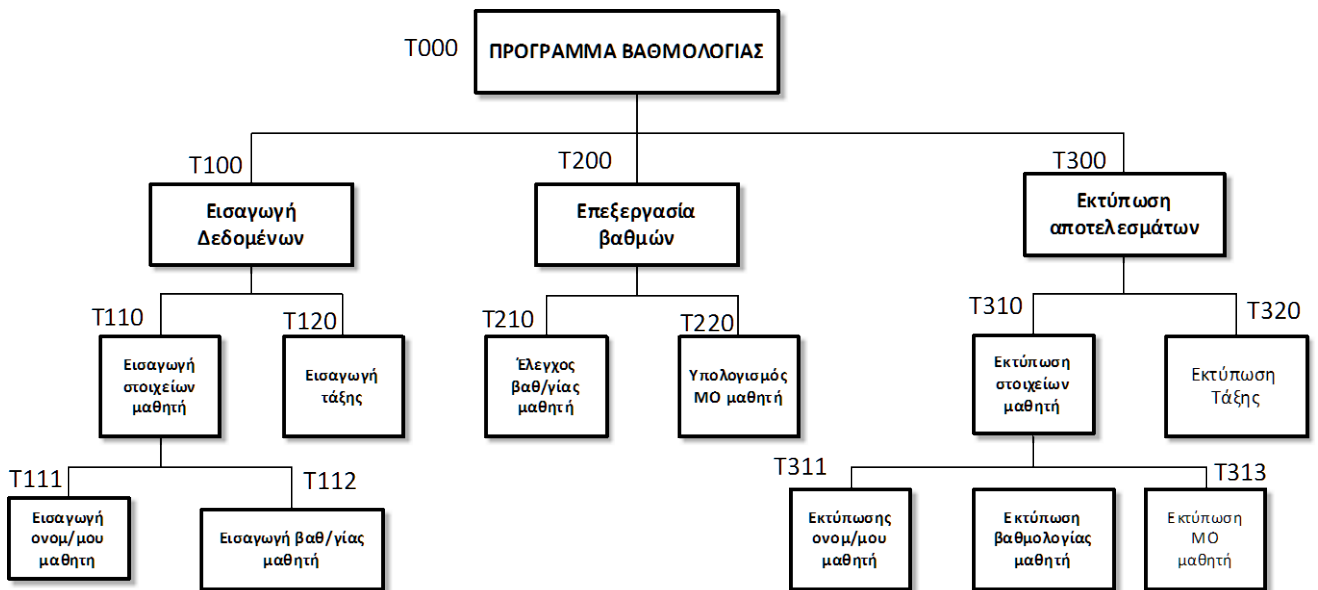 T000
ΠΡΟΓΡΑΜΜΑ ΒΑΘΜΟΛΟΓΙΑΣ
T100
Εισαγωγή
Δεδομένων
T200
Επεξεργασία
βαθμών
T300
Εκτύπωση
αποτελεσμάτων
T110
Εισαγωγή
στοιχείων
μαθητή
T120
Εισαγωγή
τάξης
T210
Έλεγχος
βαθ/γίας
μαθητή
T220
Υπολογισμός
ΜΟ μαθητή
T310
Εκτύπωση
στοιχείων
μαθητή
T320
Εκτύπωση
Τάξης
T111
Εισαγωγή
ονομ/μου
μαθητη
T112
Εισαγωγή βαθ/γίας
μαθητή
T311
Εκτύπωσης
ονομ/μου
μαθητή
Εκτύπωση
βαθμολογίας
μαθητή
T313
Εκτύπωση
ΜΟ
μαθητή